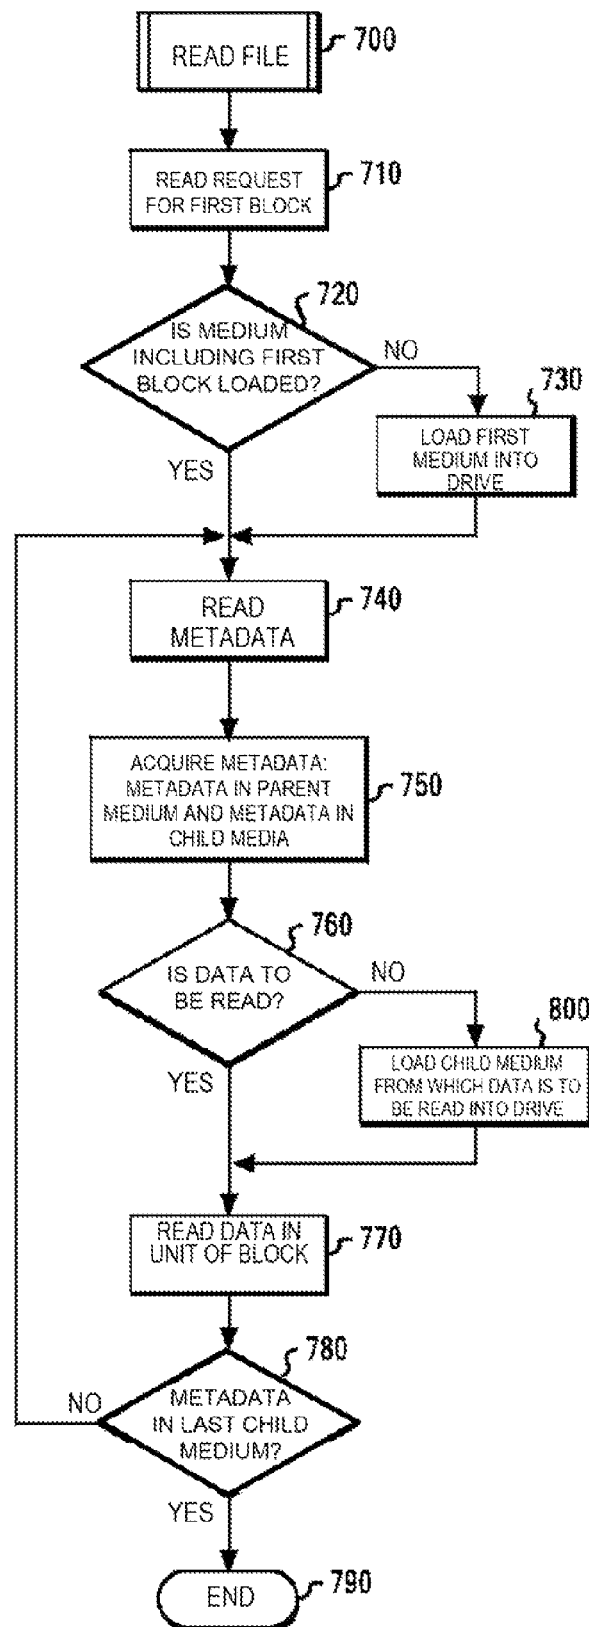 READ FILE
700
READ REQUEST
FOR FIRST BLOCK
710
720
IS MEDIUM
INCLUDING FIRST
BLOCK LOADED?
NO
730
LOAD FIRST
MEDIUM INTO
DRIVE
YES
READ
METADATA
740
ACQUIRE METADATA:
METADATA IN PARENT
MEDIUM AND METADATA IN
CHILD MEDIA
750
760
IS DATA TO
BE READ?
NO
800
LOAD CHILD MEDIUM
FROM WHICH DATA IS TO
BE READ INTO DRIVE
YES
READ DATA IN
UNIT OF BLOCK
770
780
NO
METADATA
IN LAST CHILD
MEDIUM?
YES
END
790